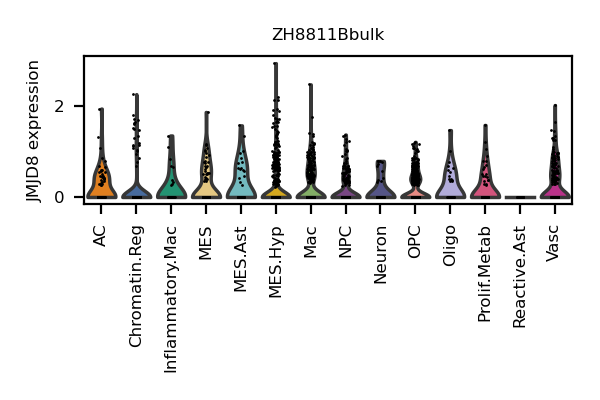 ZH8811Bbulk
JMJD8 expression
2
0
AC
Chromatin.Reg
Inflammatory.Mac
MES
MES.Ast
MES.Hyp
Mac
NPC
Neuron
OPC
Oligo
Prolif.Metab
Reactive.Ast
Vasc